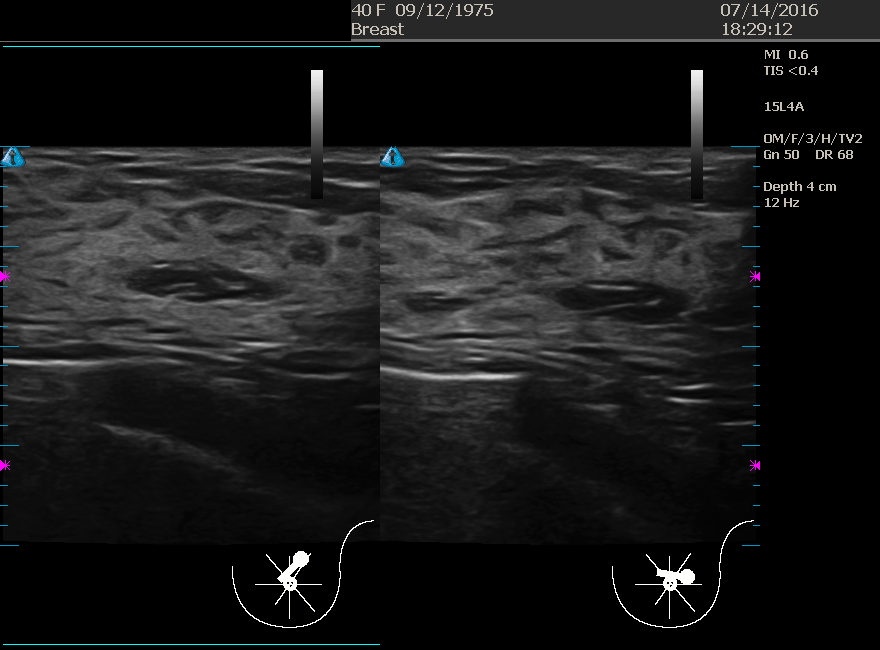 40 F 09/12/1975 07/14/2016
Breast 18:29:12
MI 0.6
TIS <0.4
15L4A
OM/F/3/H/TV2
Gn 50 DR 68
Depth 4 cm
12 Hz